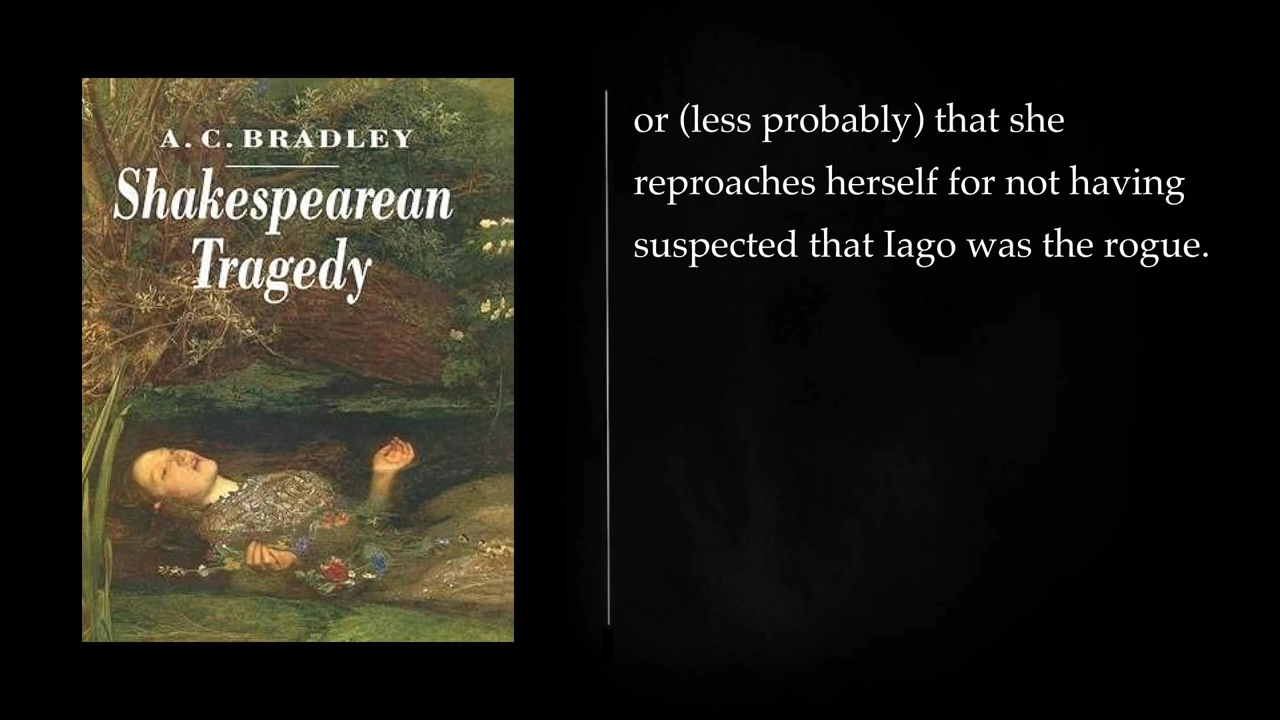 A. C. BRADLEY
Shakespearean
Tragedy
or (less probably) that she
reproaches herself for not having
suspected that Iago was the rogue.